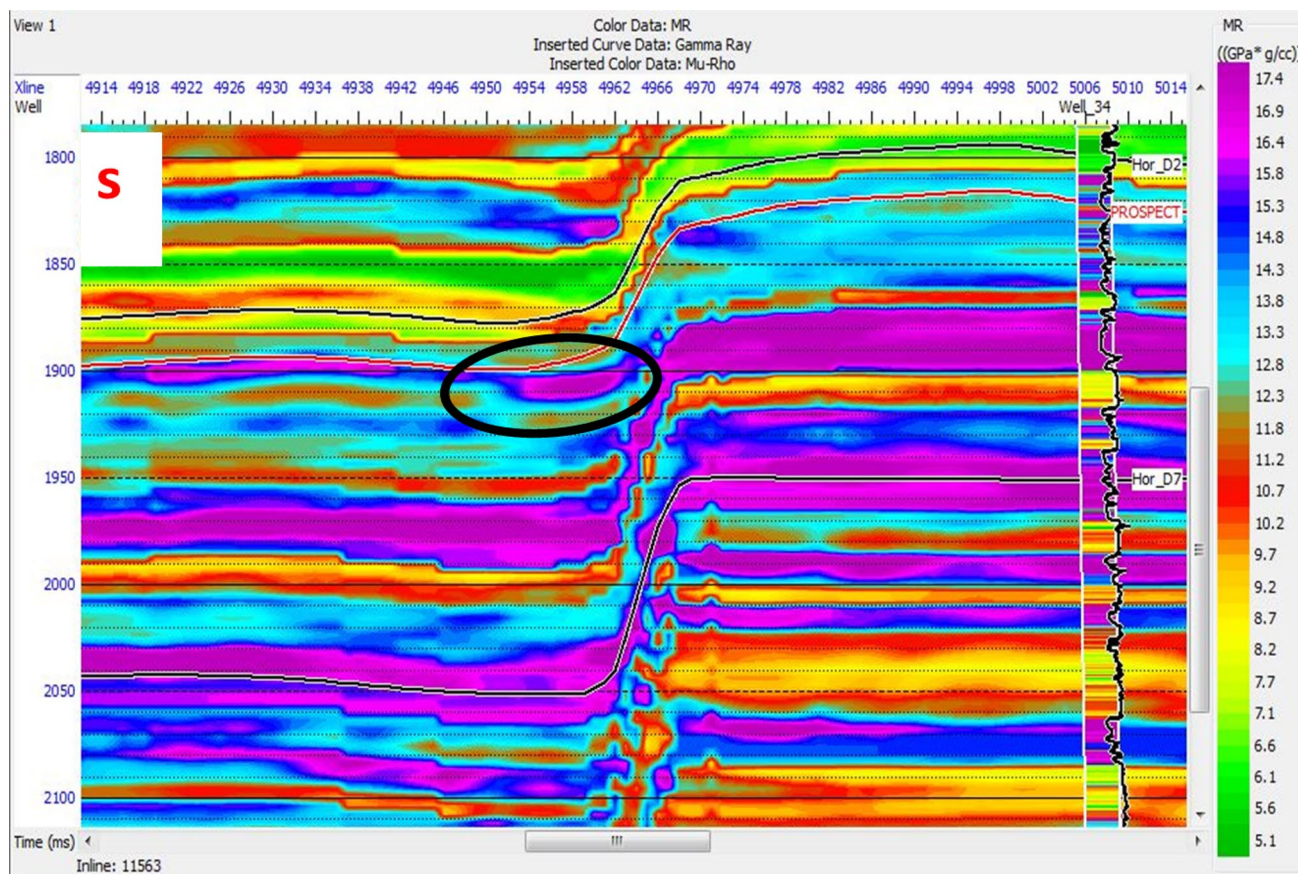 View 1
Color Data: MR
Inserted Curve Data: Gamma Ray
Inserted Color Data: Mu-Rho
MR
((GPa* g/cc))
Xline 4914 4918 4922 4926 4930 4934 4938 4942 4946 4950 4954 4958 4962 4966 4970 4974 4978 4982 4986 4990 4994 4998 5002 5006 5010 5014
Well Well_34
S
1800
Hor_D2
PROSPECT
1850
1900
1950
Hor_D7
2000
2050
2100
Time (ms)
Inline: 11563
17.4
16.9
16.4
15.8
15.3
14.8
14.3
13.8
13.3
12.8
12.3
11.8
11.2
10.7
10.2
9.7
9.2
8.7
8.2
7.7
7.1
6.6
6.1
5.6
5.1